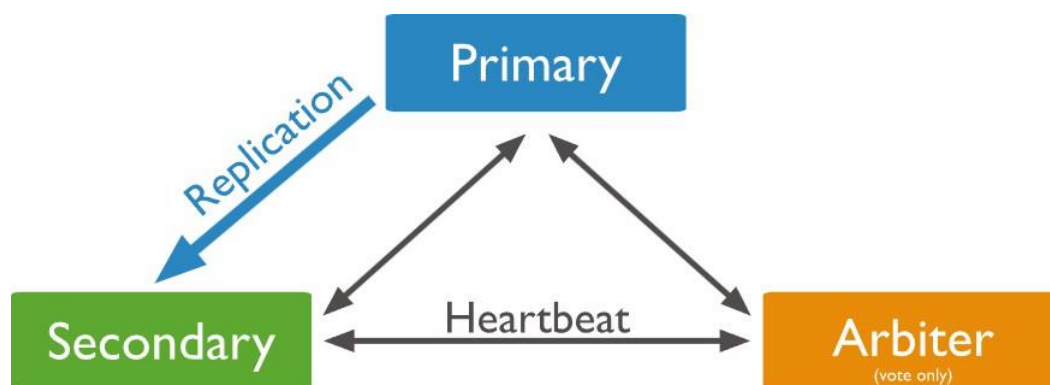 Primary
Replication
Heartbeat
Secondary
Arbiter
(vote only)